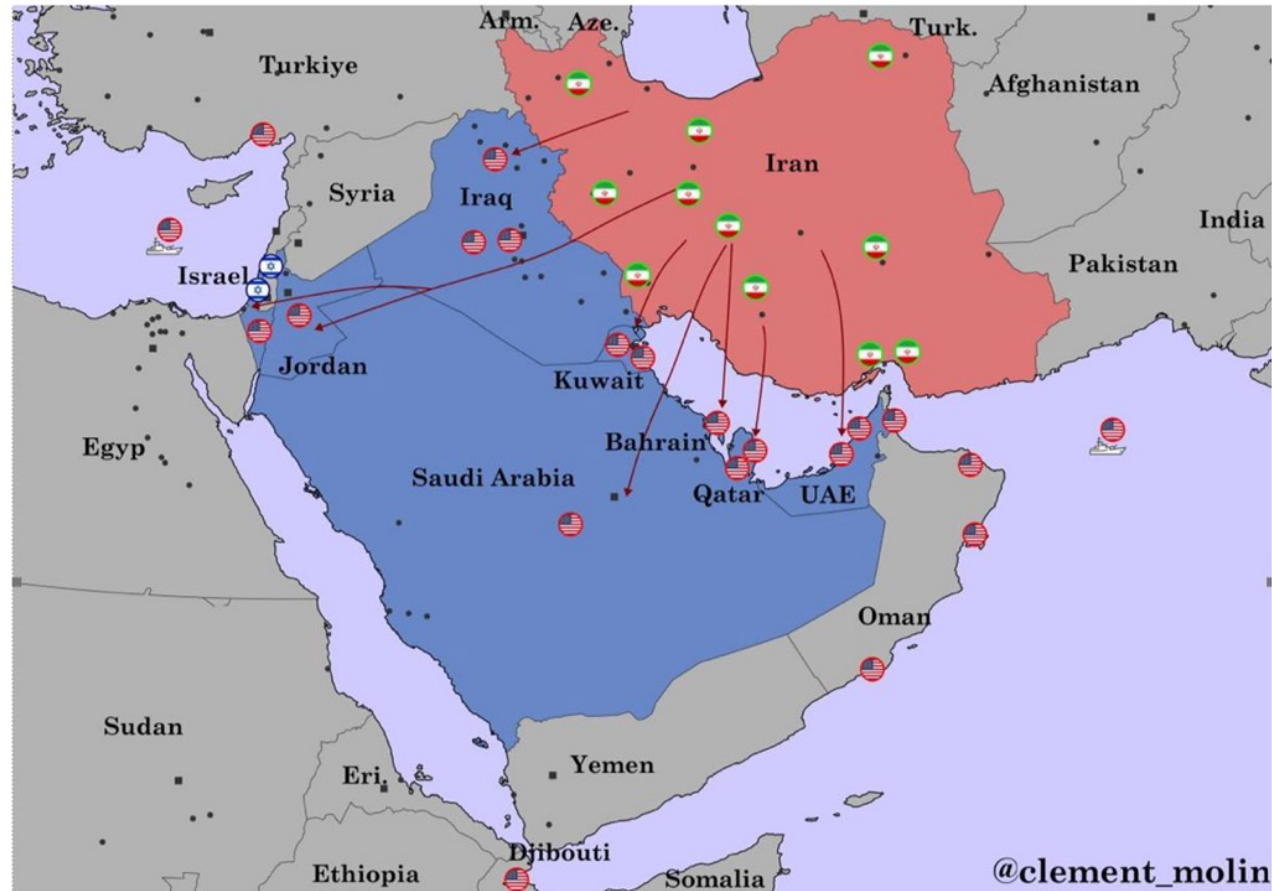 Arm.
Aze.
Turk.
Turkiye
Afghanistan
Iran
Syria
Iraq
India
Israel
Pakistan
Jordan
Kuwait
Egyp
Bahrain
Saudi Arabia
Qatar
UAE
Oman
Sudan
Eri.
Yemen
Djibouti
Ethiopia
Somalia
@clement_molin